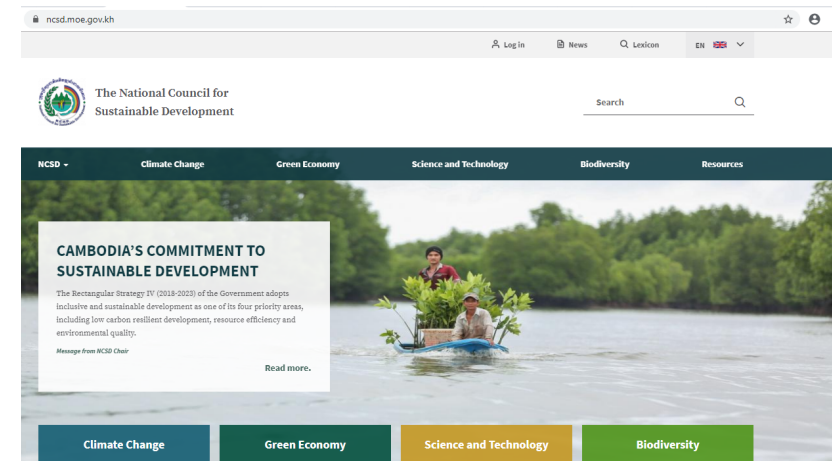 ncsd.moe.gov.kh
Log in News Lexicon EN
The National Council for
Sustainable Development
Search
NCSD Climate Change Green Economy Science and Technology Biodiversity Resources
CAMBODIA'S COMMITMENT TO
SUSTAINABLE DEVELOPMENT
The Rectangular Strategy IV (2018-2023) of the Government adopts
inclusive and sustainable development as one of its four priority areas,
including low carbon resilient development, resource efficiency and
environmental quality.
Message from NCSD Chair
Read more.
Climate Change Green Economy Science and Technology Biodiversity